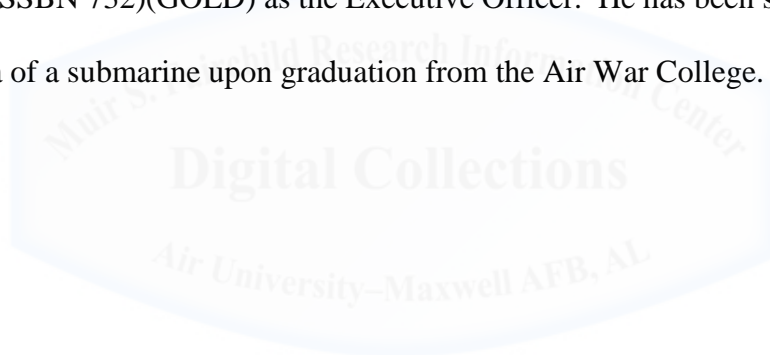 (SSBN 732)(GOLD) as the Executive Officer. He has been s
of a submarine upon graduation from the Air War College.
Muir S. Fairchild Research Information Center
Digital Collections
Air University–Maxwell AFB, AL